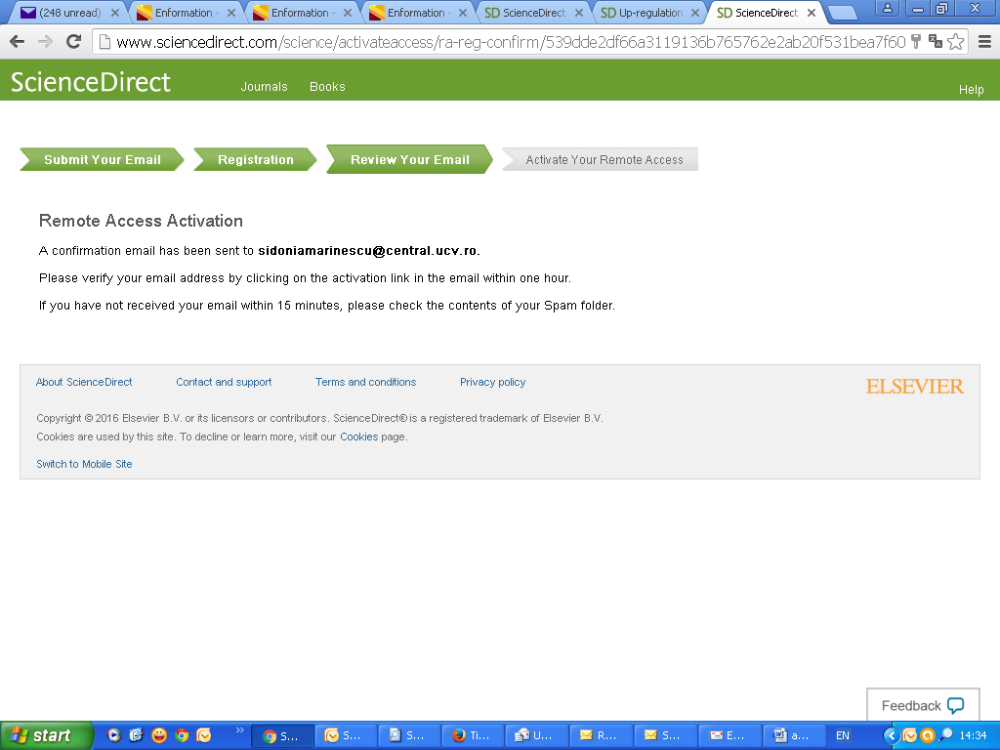 (248 unread)
Enformation -
Enformation -
Enformation -
SD ScienceDirect
SD Up-regulation
SD ScienceDirect
www.sciencedirect.com/science/activateaccess/ra-reg-confirm/539dde2df66a3119136b765762e2ab20f531bea7f60
ScienceDirect Journals Books Help
Submit Your Email Registration Review Your Email Activate Your Remote Access
Remote Access Activation
A confirmation email has been sent to sidoniamarinescu@central.ucv.ro.
Please verify your email address by clicking on the activation link in the email within one hour.
If you have not received your email within 15 minutes, please check the contents of your Spam folder.
About ScienceDirect Contact and support Terms and conditions Privacy policy ELSEVIER
Copyright © 2016 Elsevier B.V. or its licensors or contributors. ScienceDirect® is a registered trademark of Elsevier B.V.
Cookies are used by this site. To decline or learn more, visit our Cookies page.
Switch to Mobile Site
Feedback
start S... S... S... Ti... U... R... S... E... a... EN 14:34